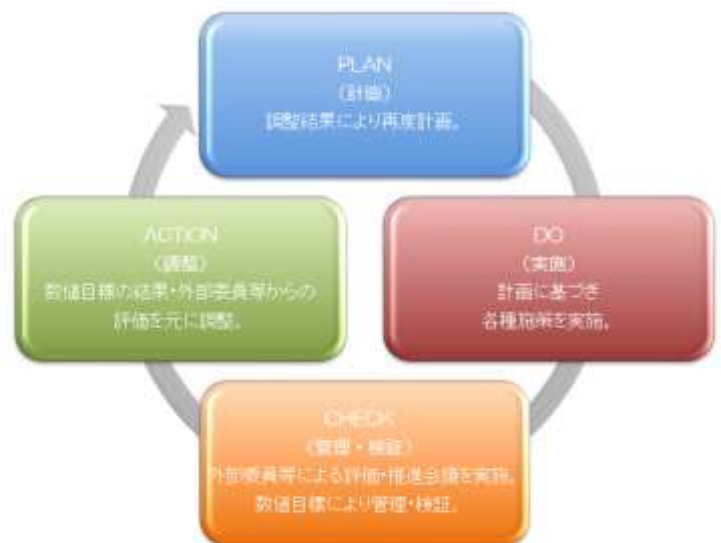 PLAN
(計画)
調整結果により再度計画。
DO
(実施)
計画に基づき
各種施策を実施。
CHECK
(管理・検証)
外部委員等による評価・推進会議を実施。
数値目標により管理・検証。
ACTION
(調整)
数値目標の結果・外部委員等からの
評価を元に調整。